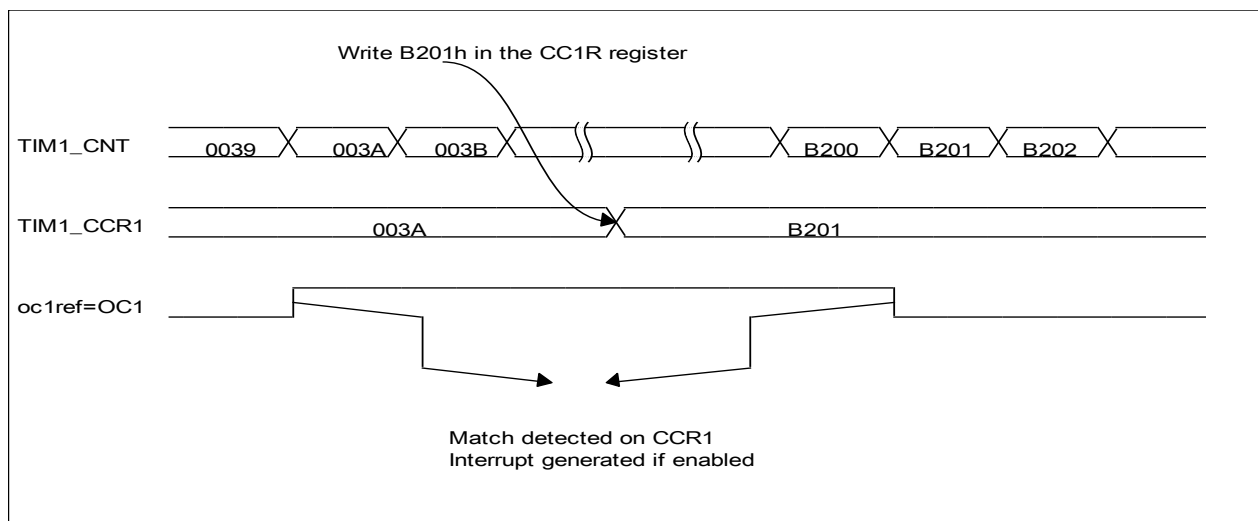 Write B201h in the CC1R register
TIM1_CNT
0039 003A 003B B200 B201 B202
TIM1_CCR1
003A B201
oc1ref=OC1
Match detected on CCR1
Interrupt generated if enabled